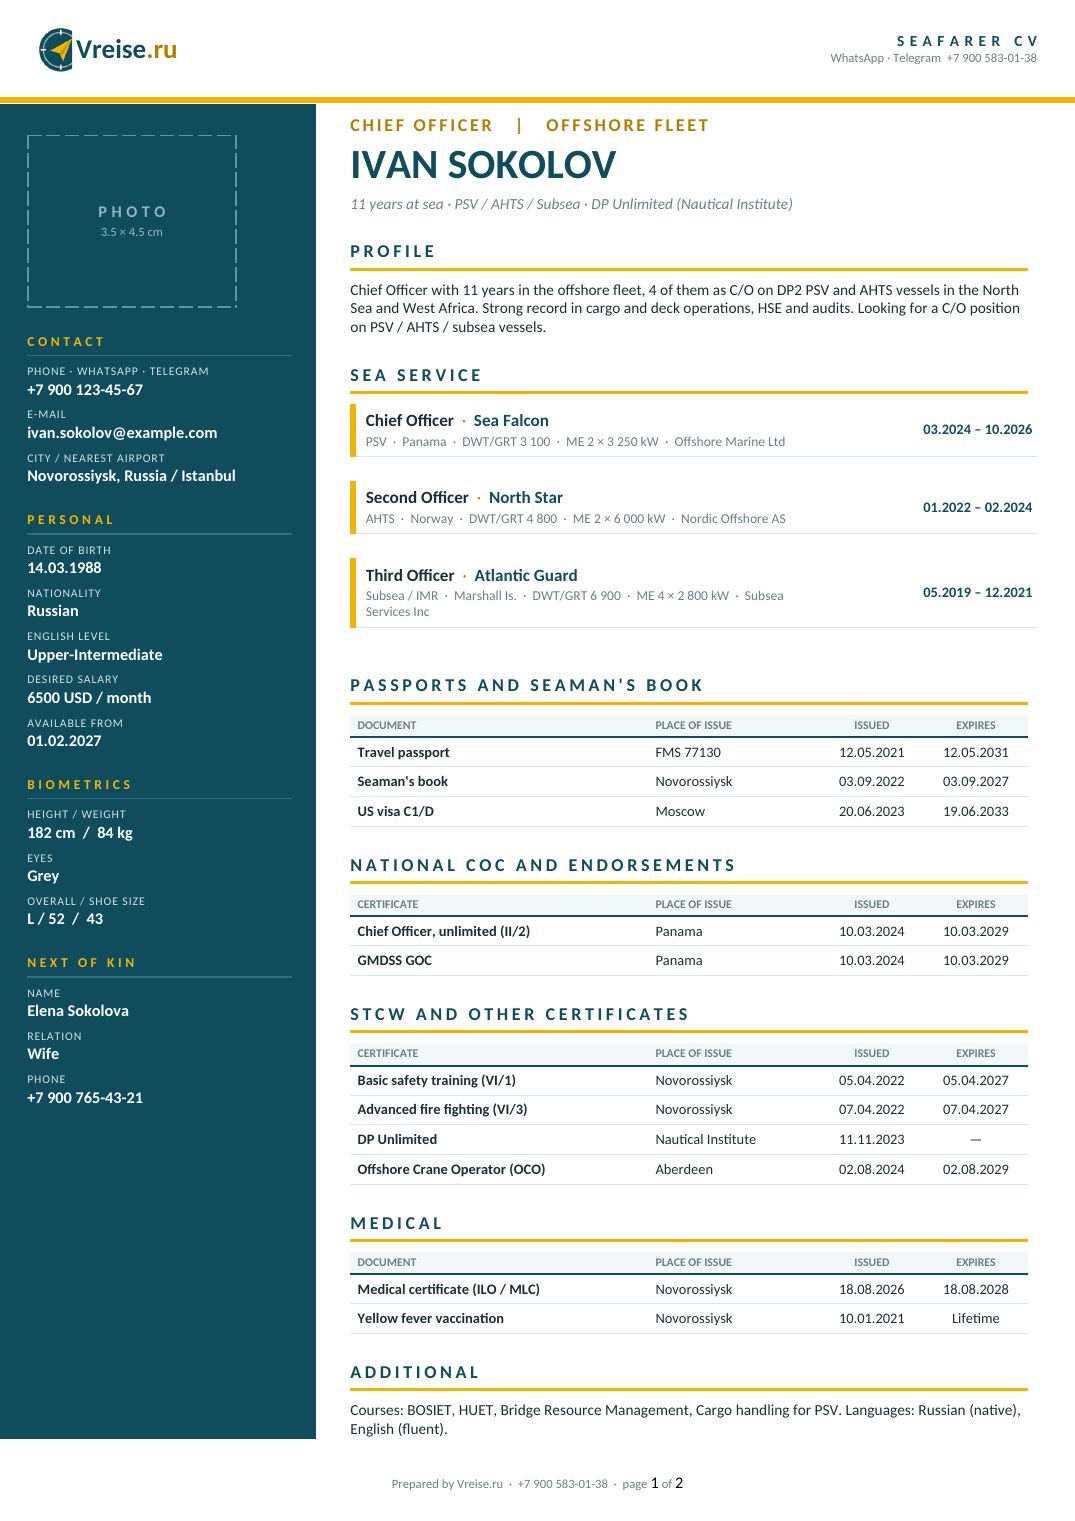 Vreise.ru
SEAFARER CV
WhatsApp · Telegram +7 900 583-01-38
PHOTO
3.5 × 4.5 cm
CONTACT
PHONE · WHATSAPP · TELEGRAM
+7 900 123-45-67
E-MAIL
ivan.sokolov@example.com
CITY / NEAREST AIRPORT
Novorossiysk, Russia / Istanbul
PERSONAL
DATE OF BIRTH
14.03.1988
NATIONALITY
Russian
ENGLISH LEVEL
Upper-Intermediate
DESIRED SALARY
6500 USD / month
AVAILABLE FROM
01.02.2027
BIOMETRICS
HEIGHT / WEIGHT
182 cm / 84 kg
EYES
Grey
OVERALL / SHOE SIZE
L / 52 / 43
NEXT OF KIN
NAME
Elena Sokolova
RELATION
Wife
PHONE
+7 900 765-43-21
CHIEF OFFICER | OFFSHORE FLEET
IVAN SOKOLOV
11 years at sea · PSV / AHTS / Subsea · DP Unlimited (Nautical Institute)
PROFILE
Chief Officer with 11 years in the offshore fleet, 4 of them as C/O on DP2 PSV and AHTS vessels in the North
Sea and West Africa. Strong record in cargo and deck operations, HSE and audits. Looking for a C/O position
on PSV / AHTS / subsea vessels.
SEA SERVICE
Chief Officer · Sea Falcon
PSV · Panama · DWT/GRT 3 100 · ME 2 × 3 250 kW · Offshore Marine Ltd
03.2024 – 10.2026
Second Officer · North Star
AHTS · Norway · DWT/GRT 4 800 · ME 2 × 6 000 kW · Nordic Offshore AS
01.2022 – 02.2024
Third Officer · Atlantic Guard
Subsea / IMR · Marshall Is. · DWT/GRT 6 900 · ME 4 × 2 800 kW · Subsea
Services Inc
05.2019 – 12.2021
PASSPORTS AND SEAMAN'S BOOK
DOCUMENT PLACE OF ISSUE ISSUED EXPIRES
Travel passport FMS 77130 12.05.2021 12.05.2031
Seaman's book Novorossiysk 03.09.2022 03.09.2027
US visa C1/D Moscow 20.06.2023 19.06.2033
NATIONAL COC AND ENDORSEMENTS
CERTIFICATE PLACE OF ISSUE ISSUED EXPIRES
Chief Officer, unlimited (II/2) Panama 10.03.2024 10.03.2029
GMDSS GOC Panama 10.03.2024 10.03.2029
STCW AND OTHER CERTIFICATES
CERTIFICATE PLACE OF ISSUE ISSUED EXPIRES
Basic safety training (VI/1) Novorossiysk 05.04.2022 05.04.2027
Advanced fire fighting (VI/3) Novorossiysk 07.04.2022 07.04.2027
DP Unlimited Nautical Institute 11.11.2023 —
Offshore Crane Operator (OCO) Aberdeen 02.08.2024 02.08.2029
MEDICAL
DOCUMENT PLACE OF ISSUE ISSUED EXPIRES
Medical certificate (ILO / MLC) Novorossiysk 18.08.2026 18.08.2028
Yellow fever vaccination Novorossiysk 10.01.2021 Lifetime
ADDITIONAL
Courses: BOSIET, HUET, Bridge Resource Management, Cargo handling for PSV. Languages: Russian (native),
English (fluent).
Prepared by Vreise.ru · +7 900 583-01-38 · page 1 of 2